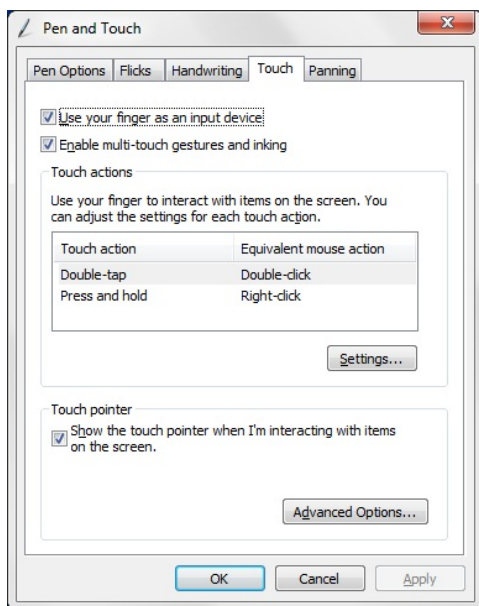 Pen and Touch
Pen Options Flicks Handwriting Touch Panning
Use your finger as an input device
Enable multi-touch gestures and inking
Touch actions
Use your finger to interact with items on the screen. You
can adjust the settings for each touch action.
Touch action Equivalent mouse action
Double-tap Double-click
Press and hold Right-click
Settings...
Touch pointer
Show the touch pointer when I'm interacting with items
on the screen.
Advanced Options...
OK Cancel Apply